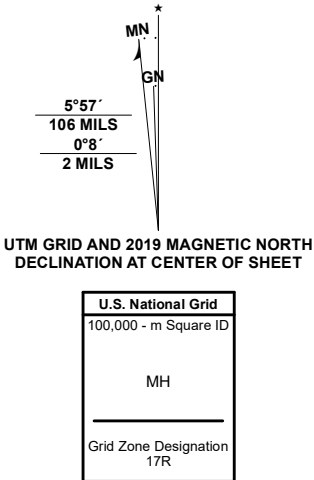 MN
GN
5°57´
106 MILS
0°8´
2 MILS
UTM GRID AND 2019 MAGNETIC NORTH
DECLINATION AT CENTER OF SHEET
U.S. National Grid
100,000 - m Square ID
MH
Grid Zone Designation
17R